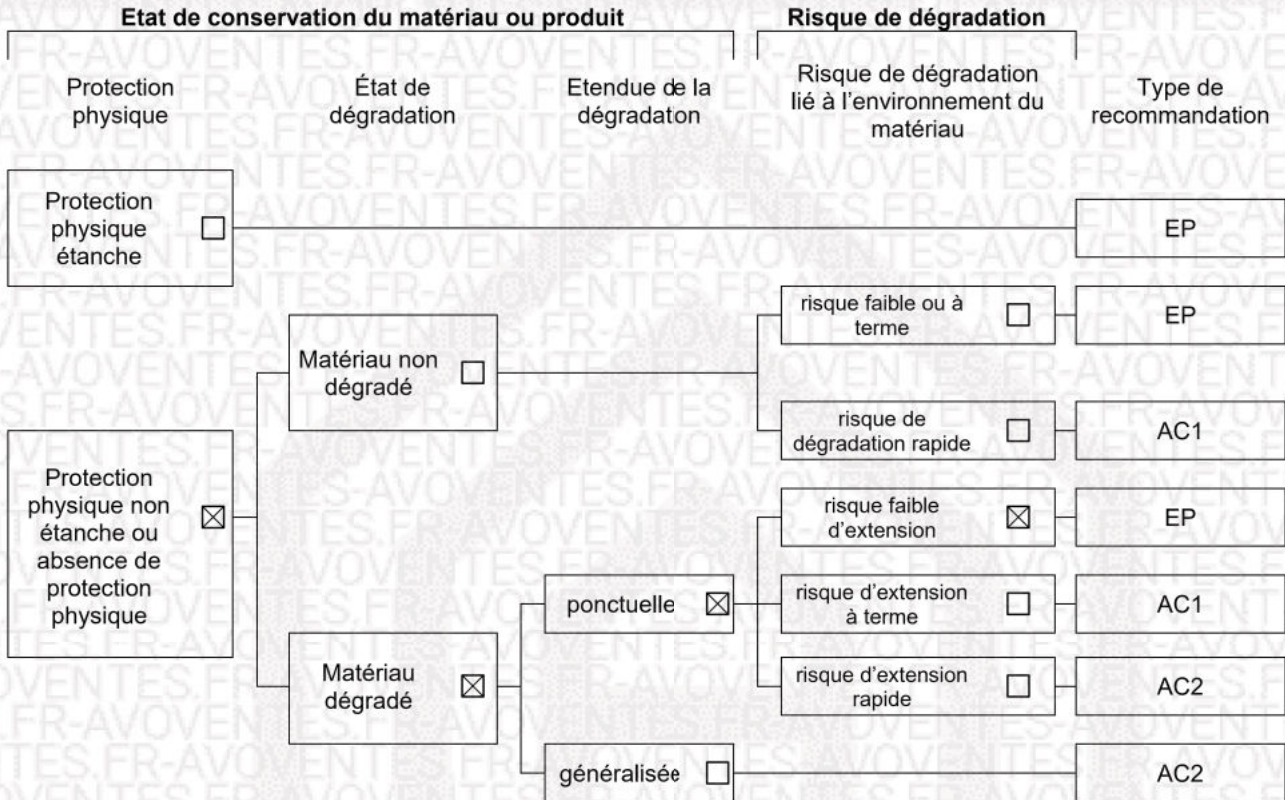 Etat de conservation du matériau ou produit
Risque de dégradation
Protection
physique
État de
dégradation
Etendue de la
dégradation
Risque de dégradation
lié à l'environnement du
matériau
Type de
recommandation
Protection
physique
étanche
EP
risque faible ou à
terme
EP
Matériau non
dégradé
risque de
dégradation rapide
AC1
Protection
physique non
étanche ou
absence de
protection
physique
risque faible
d'extension
EP
ponctuelle
risque d'extension
à terme
AC1
Matériau
dégradé
risque d'extension
rapide
AC2
généralisée
AC2